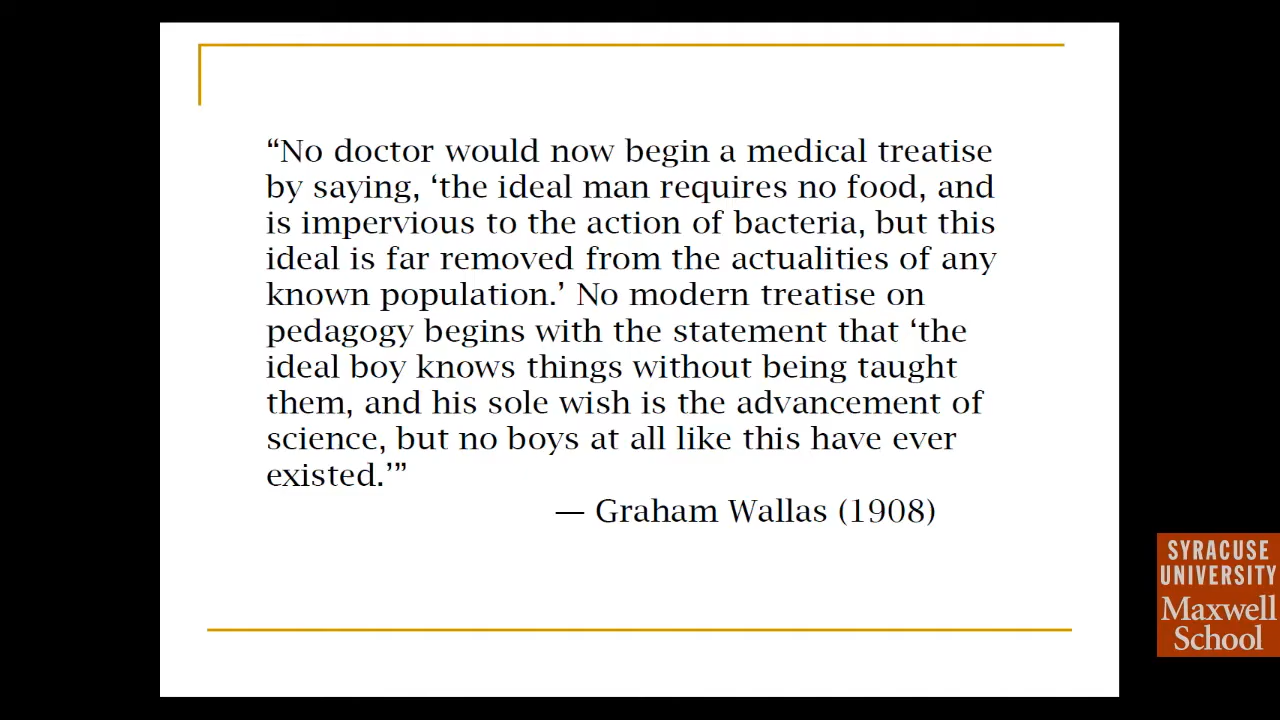 “No doctor would now begin a medical treatise
by saying, ‘the ideal man requires no food, and
is impervious to the action of bacteria, but this
ideal is far removed from the actualities of any
known population.’ No modern treatise on
pedagogy begins with the statement that ‘the
ideal boy knows things without being taught
them, and his sole wish is the advancement of
science, but no boys at all like this have ever
existed.’”
— Graham Wallas (1908)
SYRACUSE
UNIVERSITY
Maxwell
School